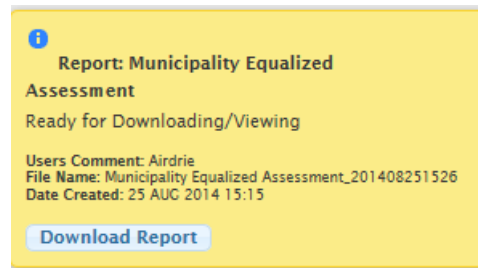 Report: Municipality Equalized
Assessment
Ready for Downloading/Viewing
Users Comment: Airdrie
File Name: Municipality Equalized Assessment_201408251526
Date Created: 25 AUG 2014 15:15
Download Report